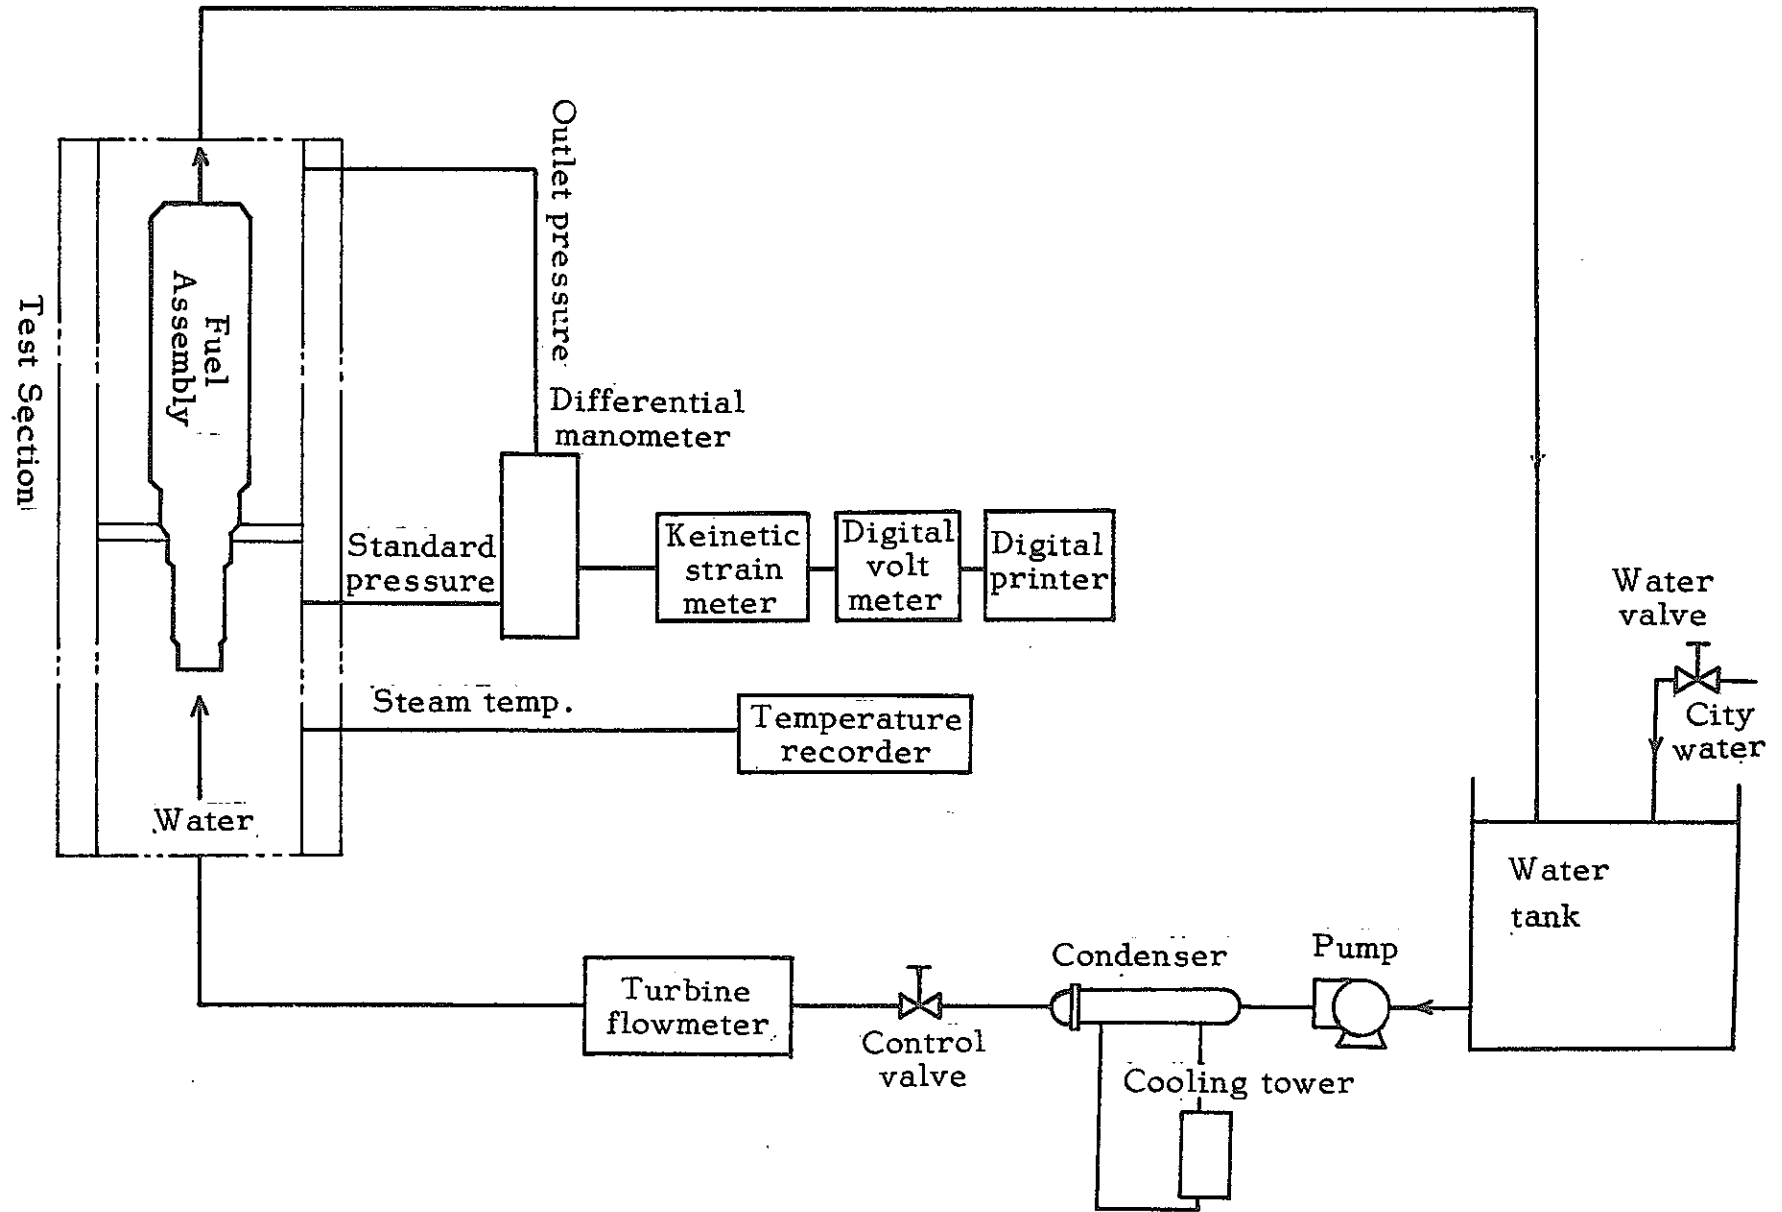 Outlet pressure
Test Section
Fuel
Assembly
Differential
manometer
Standard
pressure
Keinetic
strain
meter
Digital
volt
meter
Digital
printer
Water
valve
City
water
Steam temp.
Temperature
recorder
Water
Water
tank
Turbine
flowmeter
Control
valve
Condenser
Pump
Cooling tower